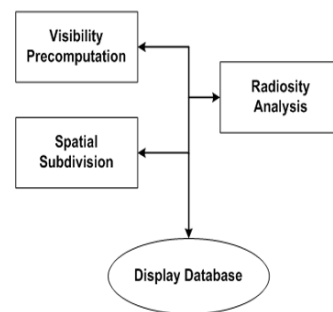 Visibility
Precomputation
Radiosity
Analysis
Spatial
Subdivision
Display Database